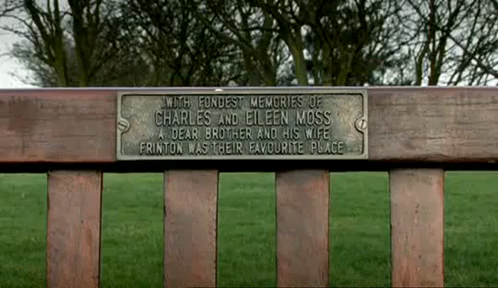 WITH FONDEST MEMORIES OF
CHARLES AND EILEEN MOSS
A DEAR BROTHER AND HIS WIFE
FRINTON WAS THEIR FAVOURITE PLACE